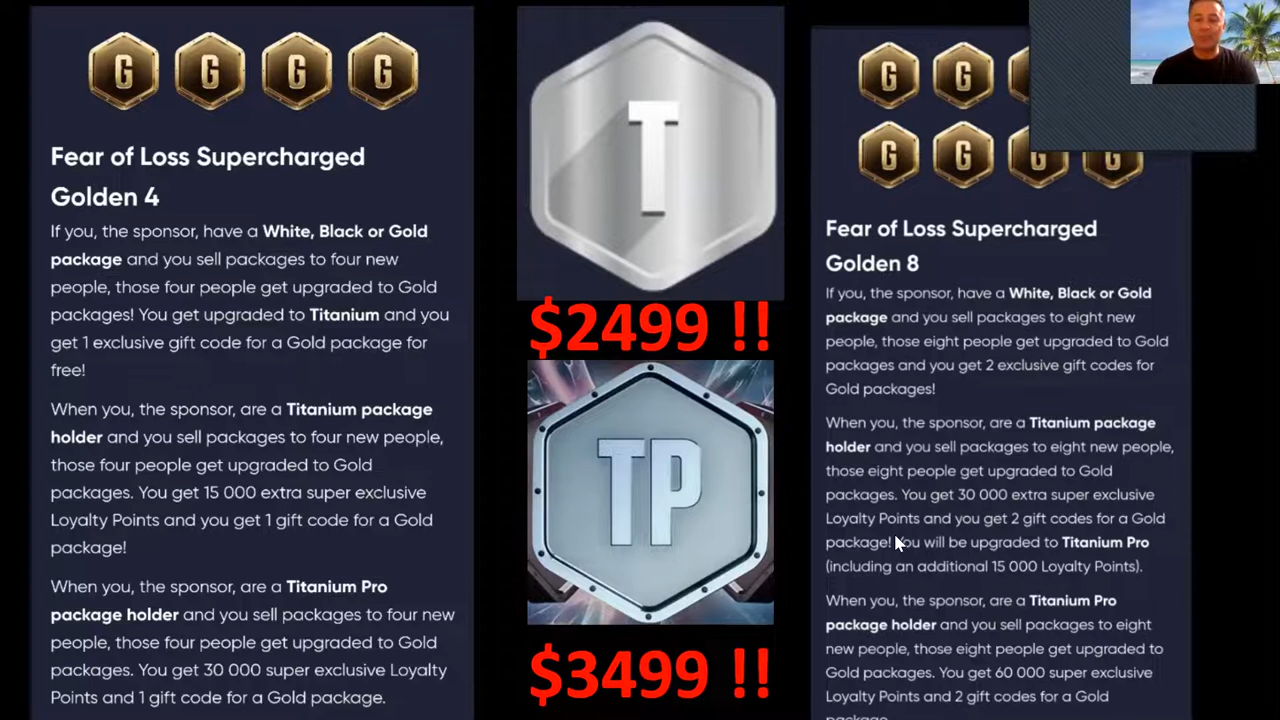 G G G G
Fear of Loss Supercharged
Golden 4
If you, the sponsor, have a White, Black or Gold
package and you sell packages to four new
people, those four people get upgraded to Gold
packages! You get upgraded to Titanium and you
get 1 exclusive gift code for a Gold package for
free!
When you, the sponsor, are a Titanium package
holder and you sell packages to four new people,
those four people get upgraded to Gold
packages. You get 15 000 extra super exclusive
Loyalty Points and you get 1 gift code for a Gold
package!
When you, the sponsor, are a Titanium Pro
package holder and you sell packages to four new
people, those four people get upgraded to Gold
packages. You get 30 000 super exclusive Loyalty
Points and 1 gift code for a Gold package.
T
$2499 !!
TP
$3499 !!
G G
G G G G
Fear of Loss Supercharged
Golden 8
If you, the sponsor, have a White, Black or Gold
package and you sell packages to eight new
people, those eight people get upgraded to Gold
packages and you get 2 exclusive gift codes for
Gold packages!
When you, the sponsor, are a Titanium package
holder and you sell packages to eight new people,
those eight people get upgraded to Gold
packages. You get 30 000 extra super exclusive
Loyalty Points and you get 2 gift codes for a Gold
package! You will be upgraded to Titanium Pro
(including an additional 15 000 Loyalty Points).
When you, the sponsor, are a Titanium Pro
package holder and you sell packages to eight
new people, those eight people get upgraded to
Gold packages. You get 60 000 super exclusive
Loyalty Points and 2 gift codes for a Gold
package